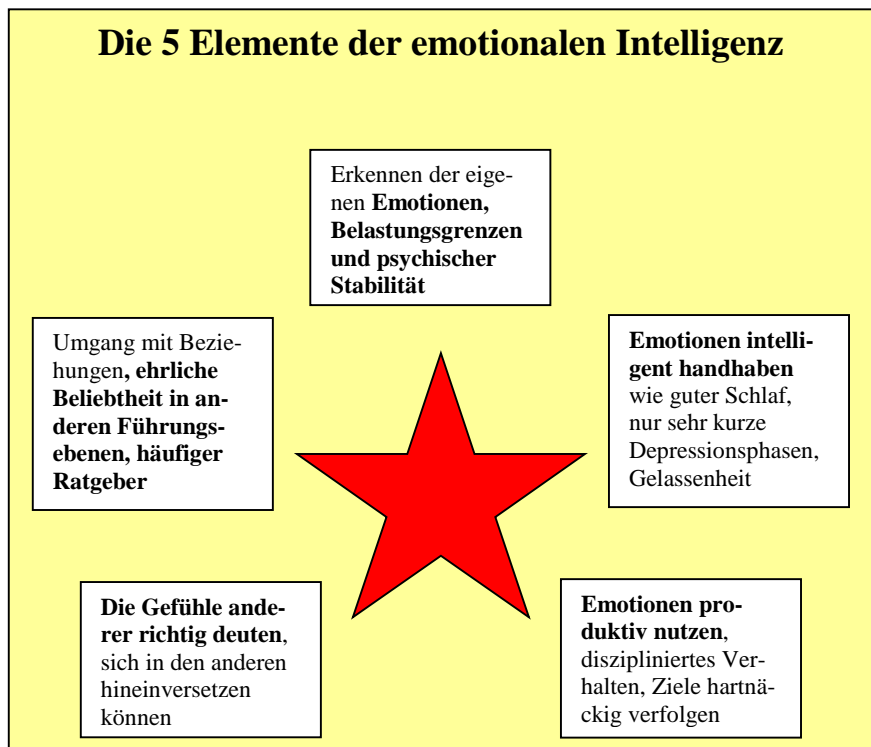 Die 5 Elemente der emotionalen Intelligenz
Erkennen der eige-
nen Emotionen,
Belastungsgrenzen
und psychischer
Stabilität
Umgang mit Bezie-
hungen, ehrliche
Beliebtheit in an-
deren Führungs-
ebenen, häufiger
Ratgeber
Emotionen intelli-
gent handhaben
wie guter Schlaf,
nur sehr kurze
Depressionsphasen,
Gelassenheit
Die Gefühle ande-
rer richtig deuten,
sich in den anderen
hineinversetzen
können
Emotionen pro-
duktiv nutzen,
diszipliniertes Ver-
halten, Ziele hartnä-
ckig verfolgen